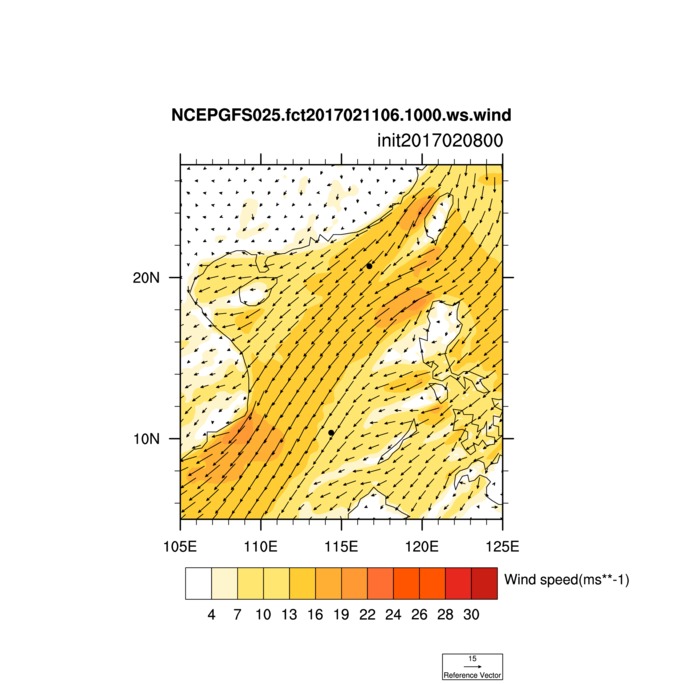 NCEPGFS025.fct2017021106.1000.ws.wind
init2017020800
20N
10N
105E 110E 115E 120E 125E
Wind speed(ms**-1)
4 7 10 13 16 19 22 24 26 28 30
15
Reference Vector